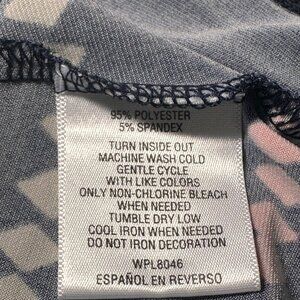 95% POLYESTER
5% SPANDEX
TURN INSIDE OUT
MACHINE WASH COLD
GENTLE CYCLE
WITH LIKE COLORS
ONLY NON-CHLORINE BLEACH
WHEN NEEDED
TUMBLE DRY LOW
COOL IRON WHEN NEEDED
DO NOT IRON DECORATION
WPL8046
ESPAÑOL EN REVERSO